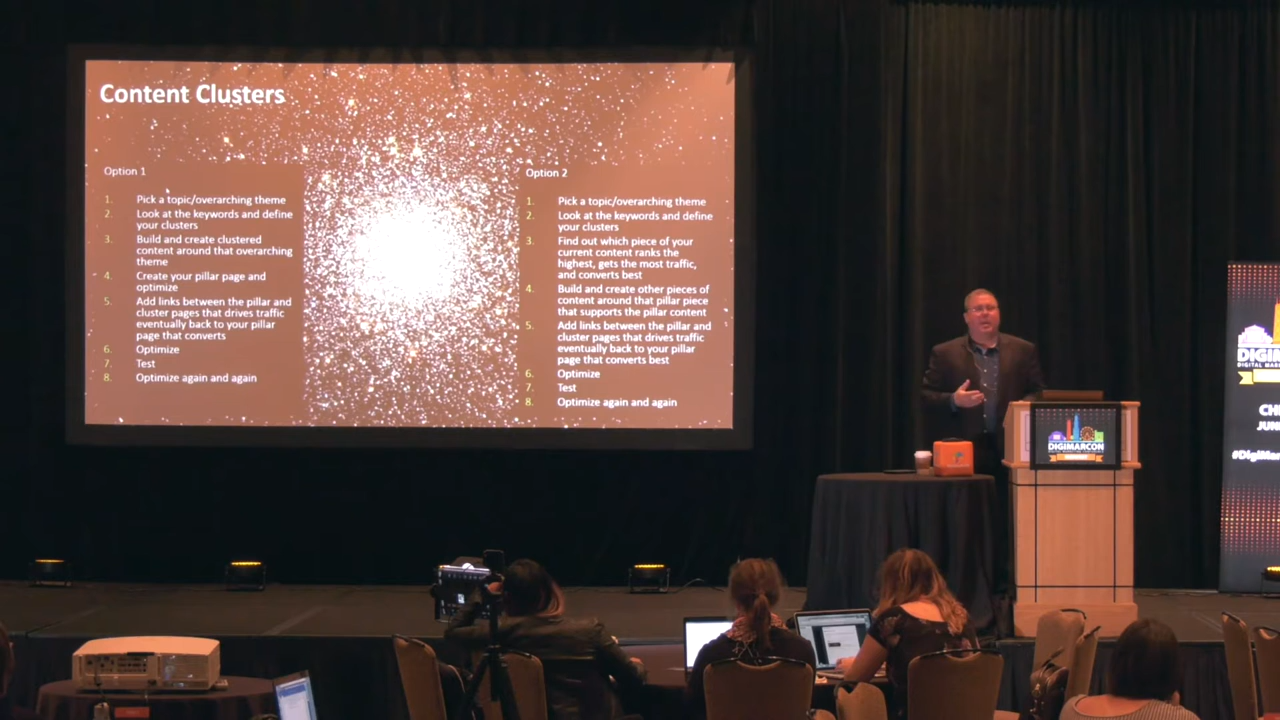 Content Clusters
Option 1
1. Pick a topic/overarching theme
2. Look at the keywords and define
your clusters
3. Build and create clustered
content around that overarching
theme
4. Create your pillar page and
optimize
5. Add links between the pillar and
cluster pages that drives traffic
eventually back to your pillar
page that converts
6. Optimize
7. Test
8. Optimize again and again
Option 2
1. Pick a topic/overarching theme
2. Look at the keywords and define
your clusters
3. Find out which piece of your
current content ranks the
highest, gets the most traffic,
and converts best
4. Build and create other pieces of
content around that pillar piece
that supports the pillar content
5. Add links between the pillar and
cluster pages that drives traffic
eventually back to your pillar
page that converts best
6. Optimize
7. Test
8. Optimize again and again
DIGIMARCON
DIGIM
DIGITAL MAR
CH
JUN
#DigiMar